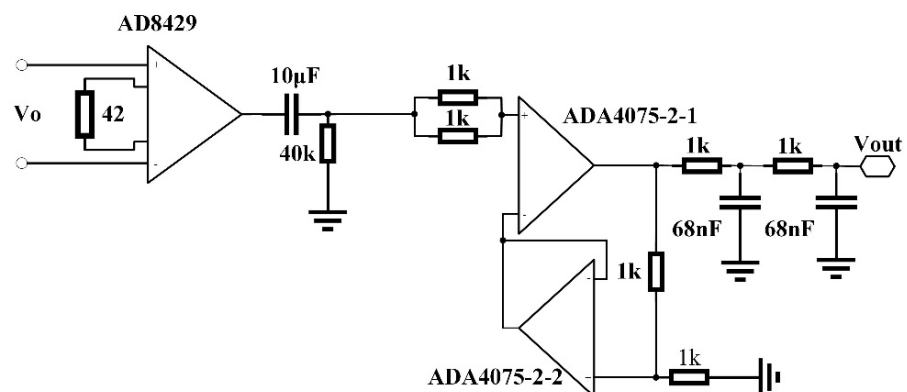 AD8429
+
Vo
42
-
10μF
40k
1k
1k
+
-
ADA4075-2-1
1k
1k
Vout
68nF
68nF
1k
-
-
ADA4075-2-2
1k